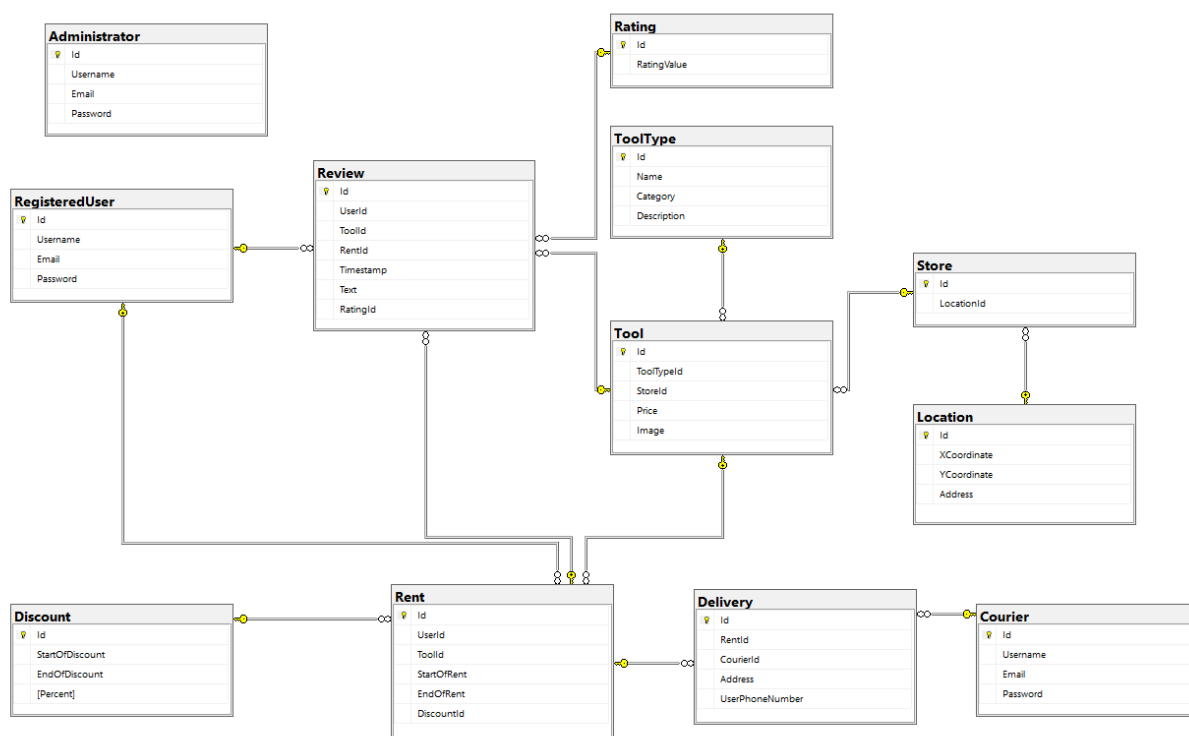 Administrator
Id
Username
Email
Password
Rating
Id
RatingValue
ToolType
Id
Name
Category
Description
Review
Id
UserId
ToolId
RentId
Timestamp
Text
RatingId
RegisteredUser
Id
Username
Email
Password
Store
Id
LocationId
Tool
Id
ToolTypeId
StoreId
Price
Image
Location
Id
XCoordinate
YCoordinate
Address
Discount
Id
StartOfDiscount
EndOfDiscount
[Percent]
Rent
Id
UserId
ToolId
StartOfRent
EndOfRent
DiscountId
Delivery
Id
RentId
CourierId
Address
UserPhoneNumber
Courier
Id
Username
Email
Password